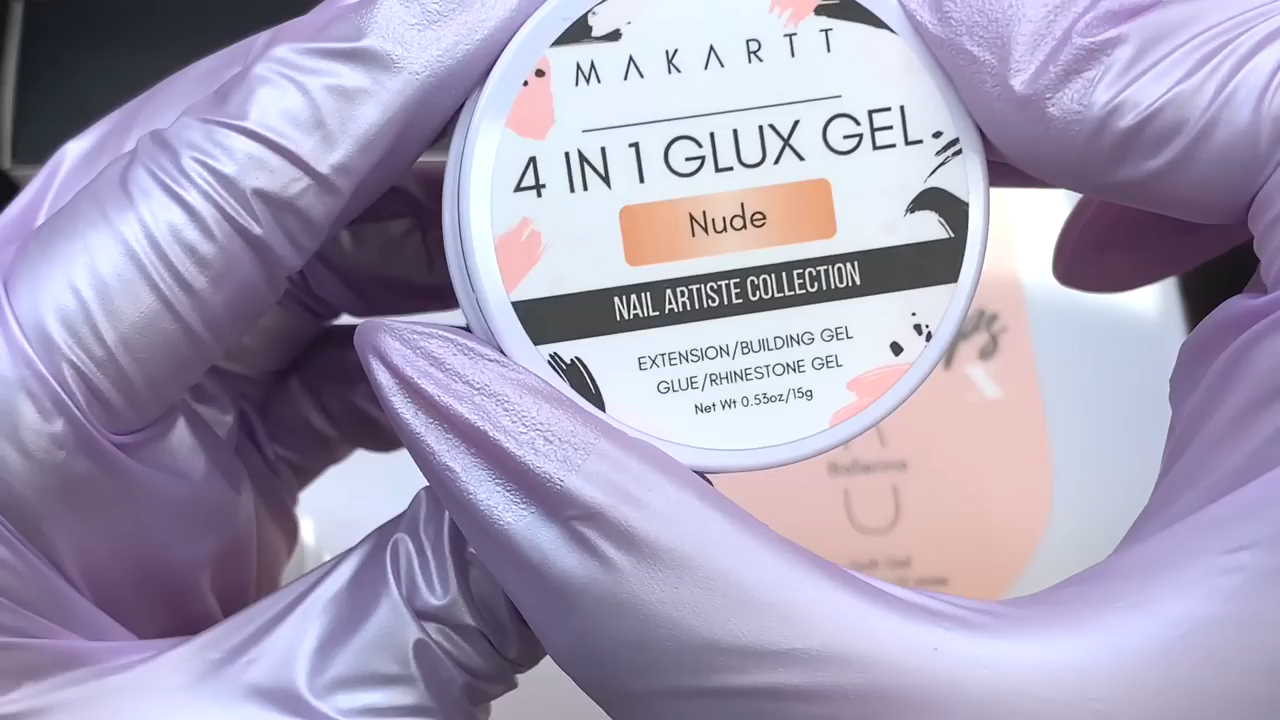 MAKARTT
4 IN 1 GLUX GEL
Nude
NAIL ARTISTE COLLECTION
EXTENSION/BUILDING GEL
GLUE/RHINESTONE GEL
Net Wt 0.53oz/15g